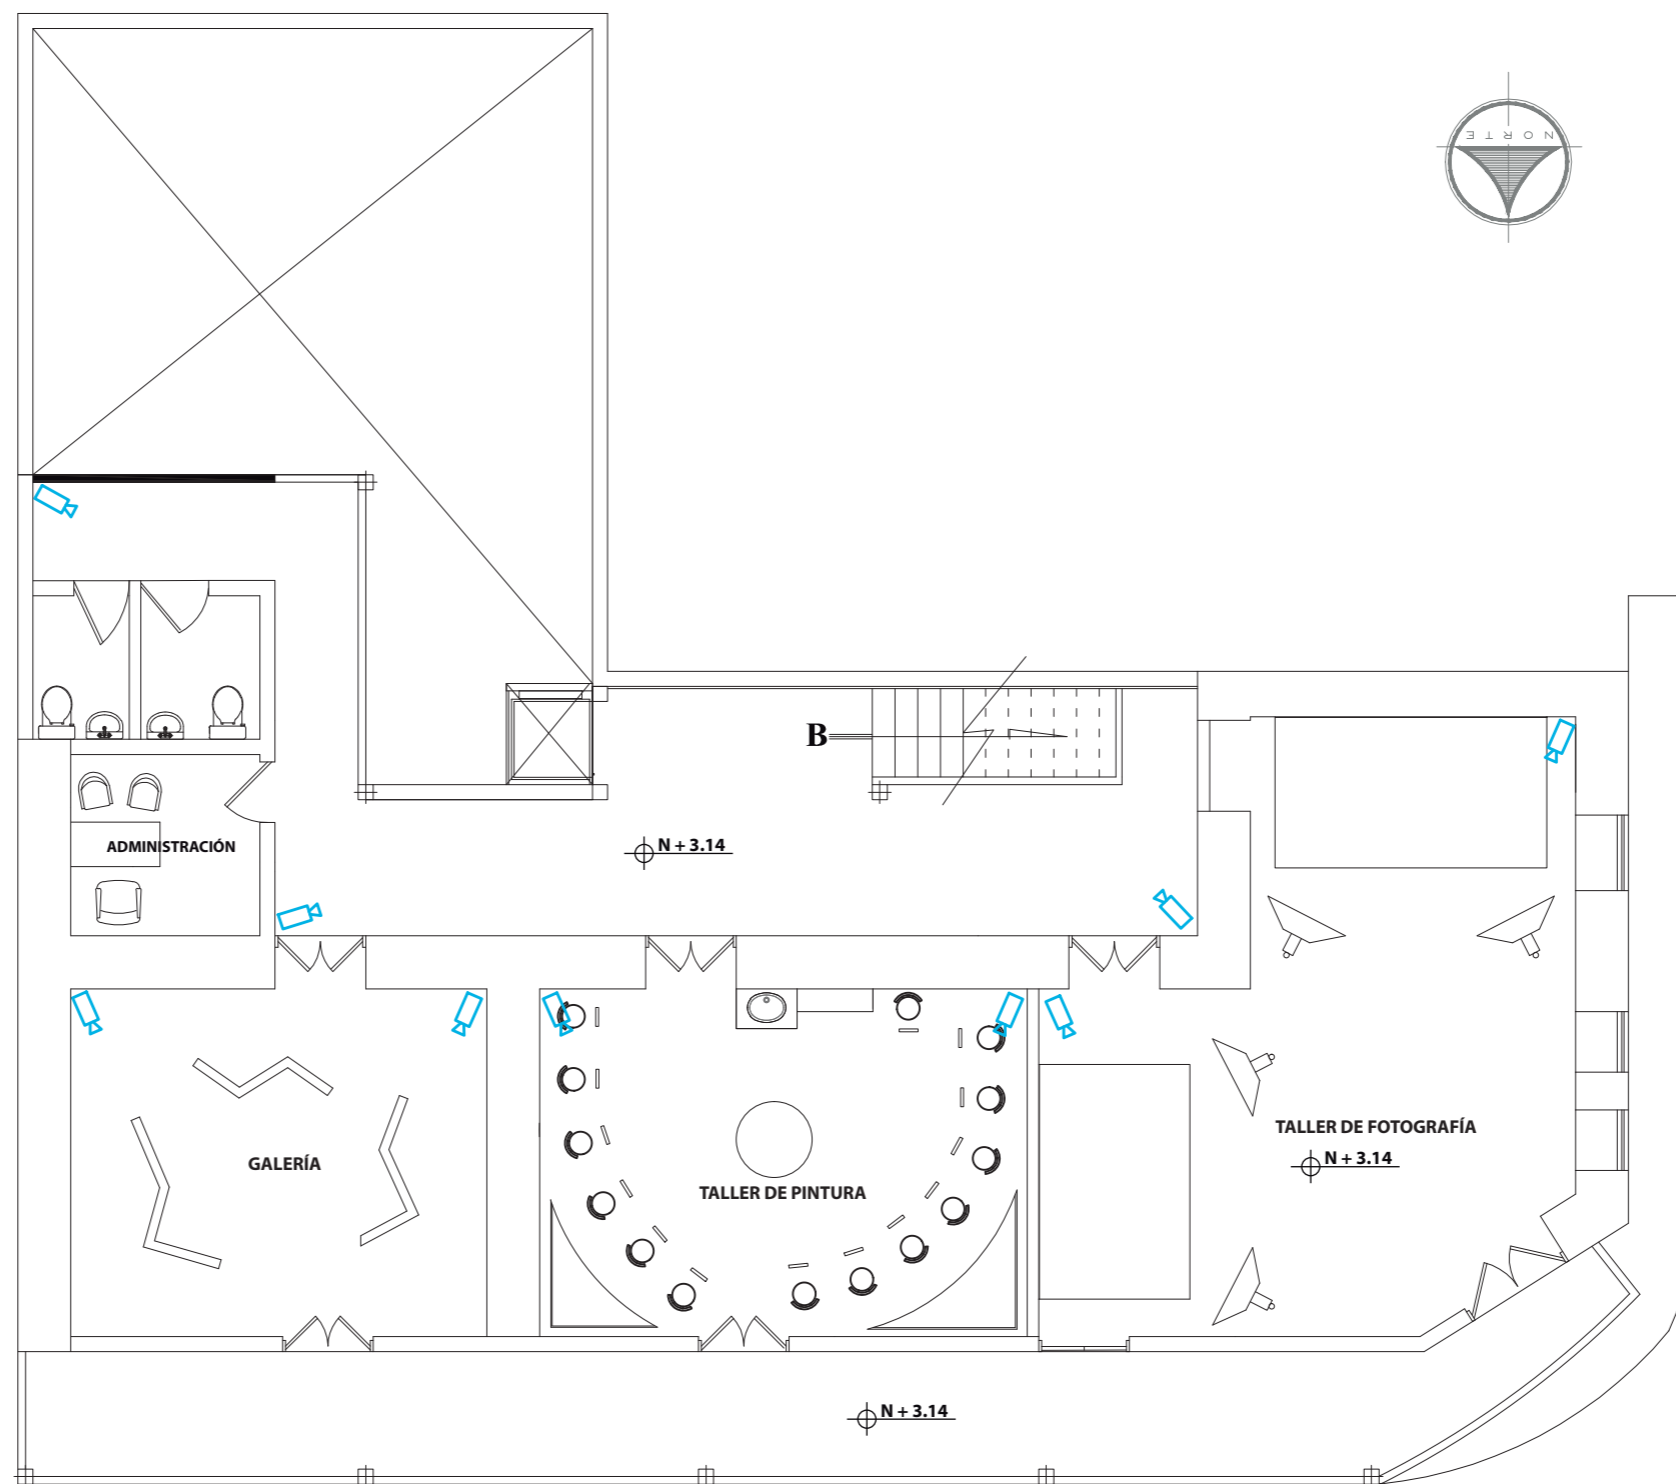 NORTE
B
N + 3.14
ADMINISTRACIÓN
TALLER DE FOTOGRAFÍA
N + 3.14
GALERÍA
TALLER DE PINTURA
N + 3.14